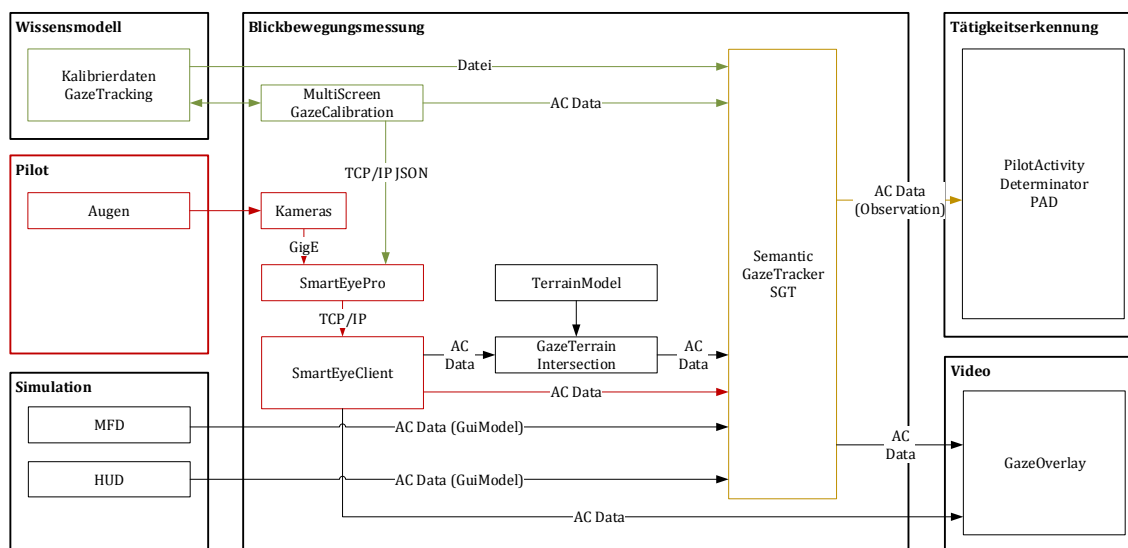 Wissensmodell
Kalibrierdaten
GazeTracking
Pilot
Augen
Simulation
MFD
HUD
Blickbewegungsmessung
Datei
MultiScreen
GazeCalibration
AC Data
TCP/IP JSON
Kameras
GigE
SmartEyePro
TCP/IP
SmartEyeClient
TerrainModel
AC
Data
GazeTerrain
Intersection
AC
Data
AC Data
AC Data (GuiModel)
AC Data (GuiModel)
AC Data
Semantic
GazeTracker
SGT
AC Data
(Observation)
AC
Data
Tätigkeitserkennung
PilotActivity
Determinator
PAD
Video
GazeOverlay